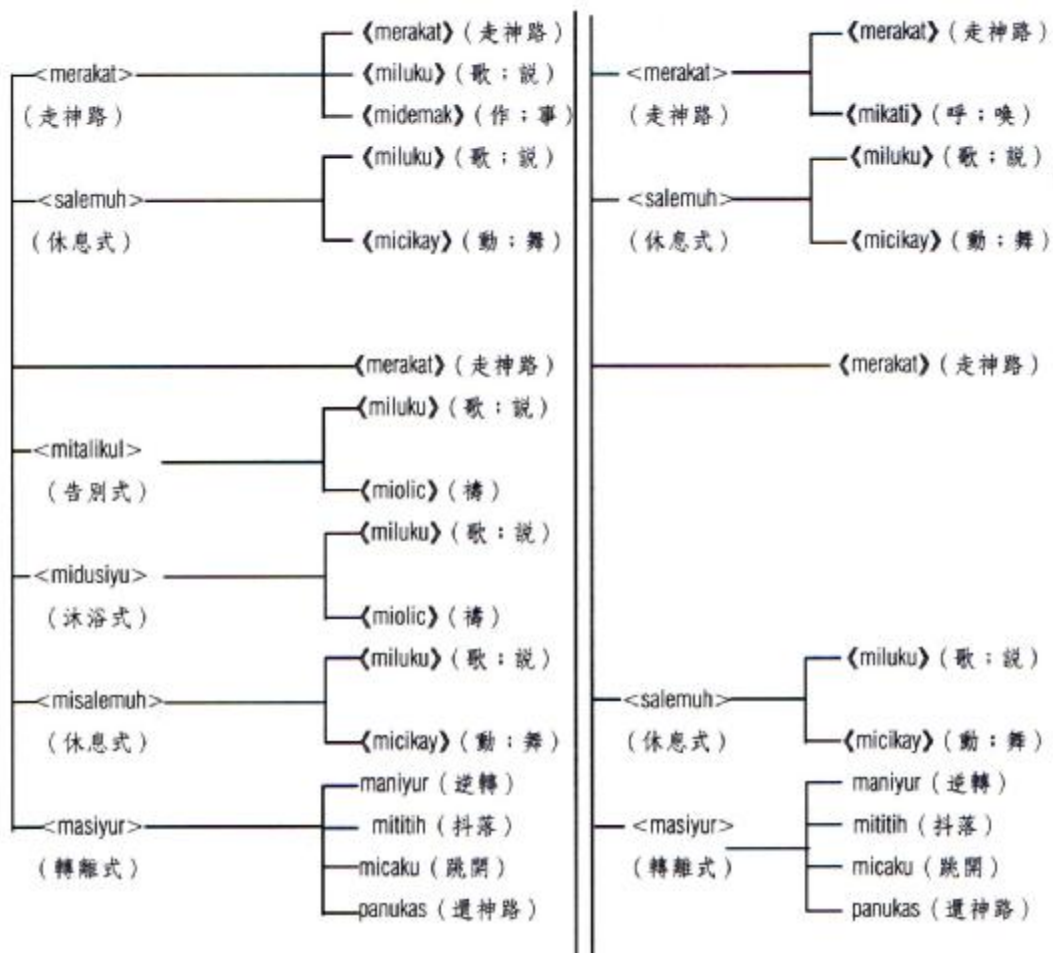 《merakat》(走神路)
<merakat>
《miluku》(歌；說)
(走神路)
《midemak》(作；事)
《miluku》(歌；說)
<salemuh>
(休息式)
《micikay》(動；舞)
《merakat》(走神路)
《miluku》(歌；說)
<mitalikul>
(告別式)
《miolic》(禱)
《miluku》(歌；說)
<midusiyu>
(沐浴式)
《miolic》(禱)
《miluku》(歌；說)
<misalemuh>
(休息式)
《micikay》(動；舞)
maniyur (逆轉)
<masiyur>
mititih (抖落)
(轉離式)
micaku (跳開)
panukas (還神路)
《merakat》(走神路)
<merakat>
(走神路)
《mikati》(呼；喚)
《miluku》(歌；說)
<salemuh>
(休息式)
《micikay》(動；舞)
《merakat》(走神路)
《miluku》(歌；說)
<salemuh>
(休息式)
《micikay》(動；舞)
maniyur (逆轉)
<masiyur>
mititih (抖落)
(轉離式)
micaku (跳開)
panukas (還神路)